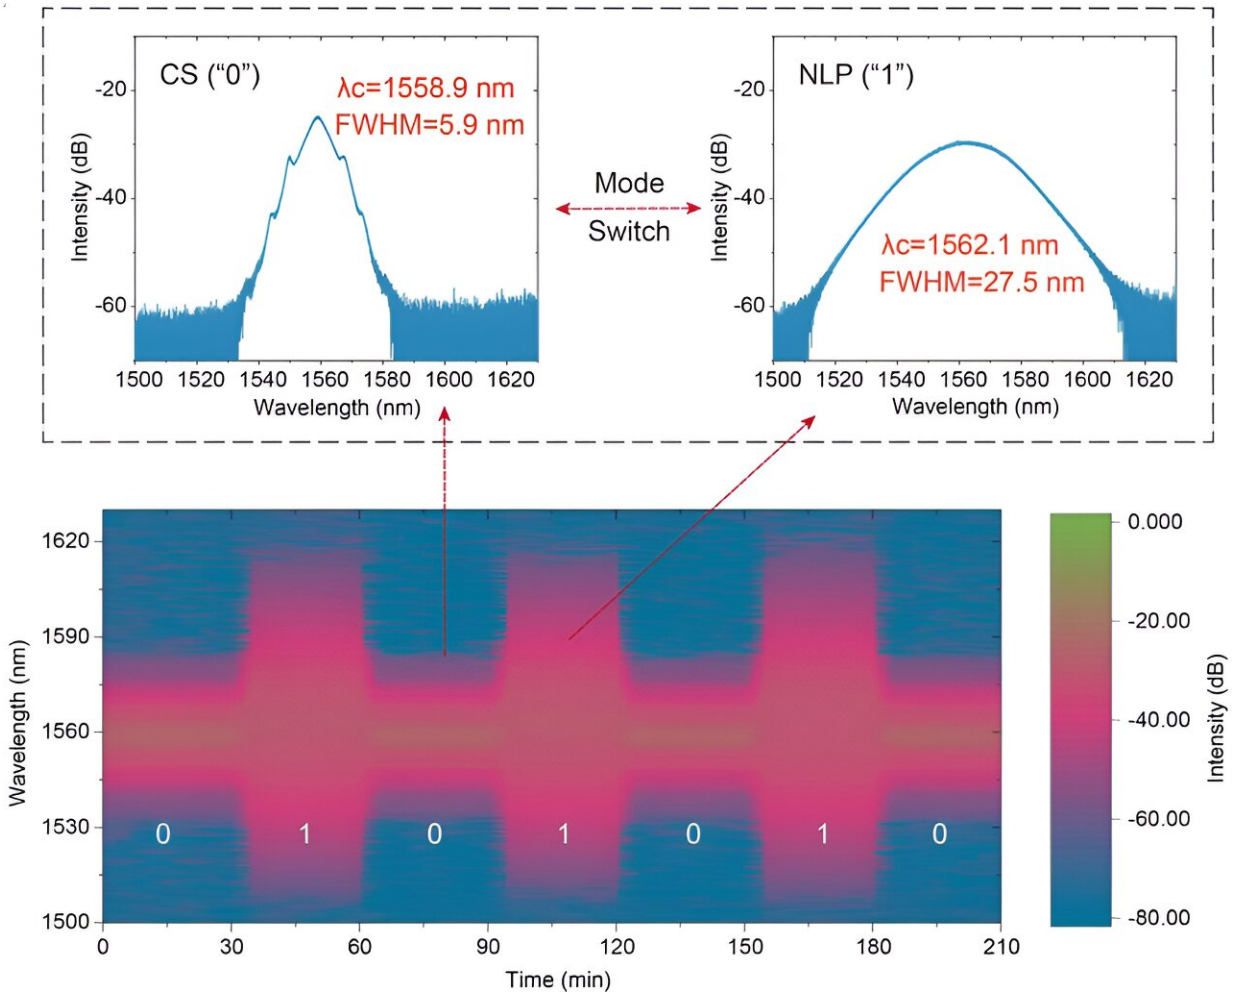 CS (“0”)
λc=1558.9 nm
FWHM=5.9 nm
-20
-40
-60
Intensity (dB)
1500 1520 1540 1560 1580 1600 1620
Wavelength (nm)
Mode
Switch
NLP (“1”)
λc=1562.1 nm
FWHM=27.5 nm
-20
-40
-60
Intensity (dB)
1500 1520 1540 1560 1580 1600 1620
Wavelength (nm)
1620
1590
1560
1530
1500
Wavelength (nm)
0 1 0 1 0 1 0
0 30 60 90 120 150 180 210
Time (min)
0.000
-20.00
-40.00
-60.00
-80.00
Intensity (dB)